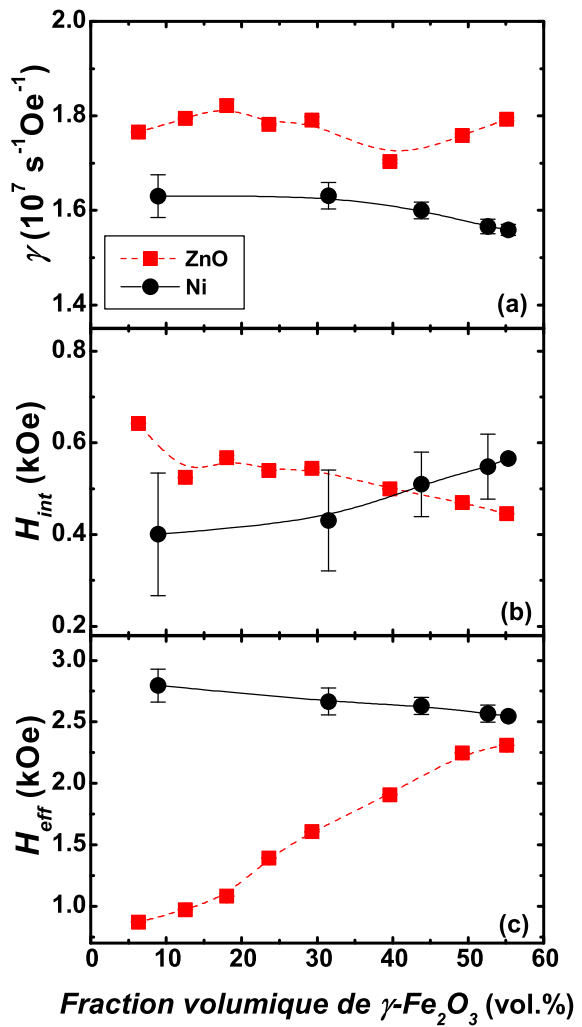 2.0
1.8
1.6
1.4
γ (10⁷ s⁻¹Oe⁻¹)
ZnO
Ni
(a)
0.8
0.6
0.4
0.2
H_int (kOe)
(b)
3.0
2.5
2.0
1.5
1.0
H_eff (kOe)
(c)
0 10 20 30 40 50 60
Fraction volumique de γ-Fe₂O₃ (vol.%)